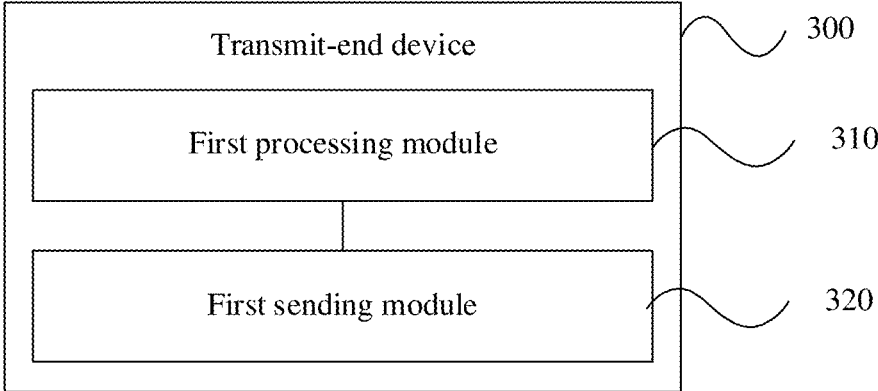 Transmit-end device
300
First processing module
310
First sending module
320